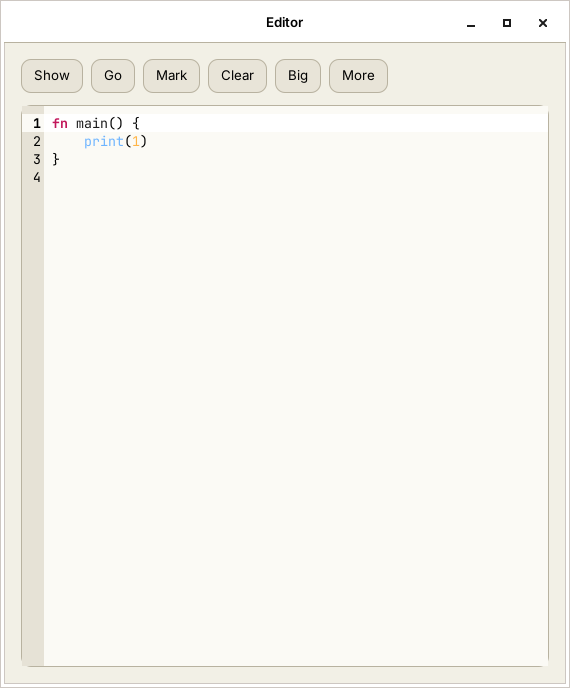 Editor
Show Go Mark Clear Big More
1 fn main() {
2     print(1)
3 }
4